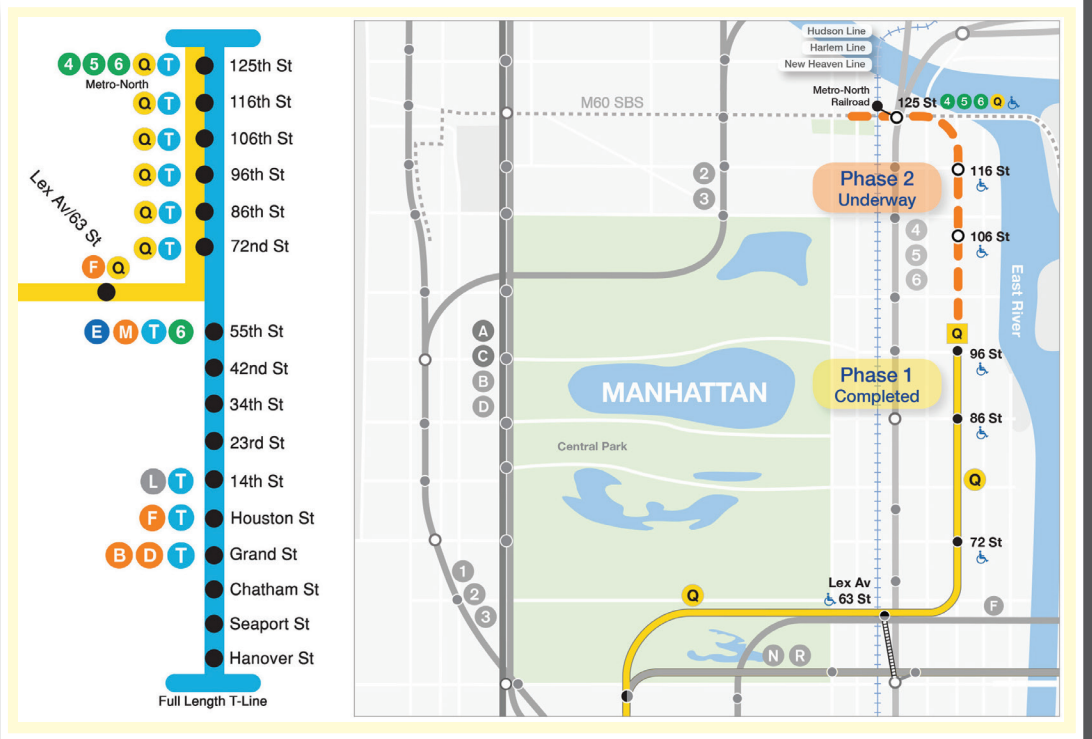 4 5 6 Q T 125th St
Metro-North
Q T 116th St
Q T 106th St
Q T 96th St
Q T 86th St
Q T 72nd St
Lex Av/63 St
F Q
E M T 6 55th St
42nd St
34th St
23rd St
L T 14th St
F T Houston St
B D T Grand St
Chatham St
Seaport St
Hanover St
Full Length T-Line
Hudson Line
Harlem Line
New Heaven Line
Metro-North
Railroad
125 St 4 5 6 Q
M60 SBS
2
3
Phase 2
Underway
116 St
4
5
6
106 St
East River
Q
A
C
B
D
96 St
MANHATTAN
Phase 1
Completed
86 St
Central Park
Q
72 St
1
2
3
Lex Av
63 St
Q
F
N R